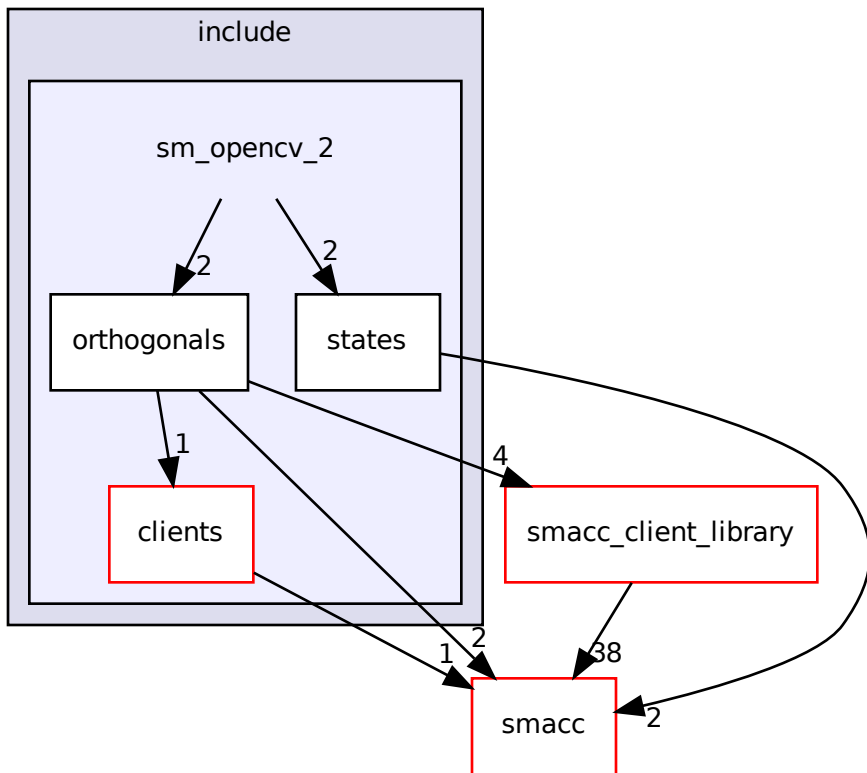 include
sm_opencv_2
2
2
orthogonals
states
1
4
clients
smacc_client_library
1
2
38
2
smacc